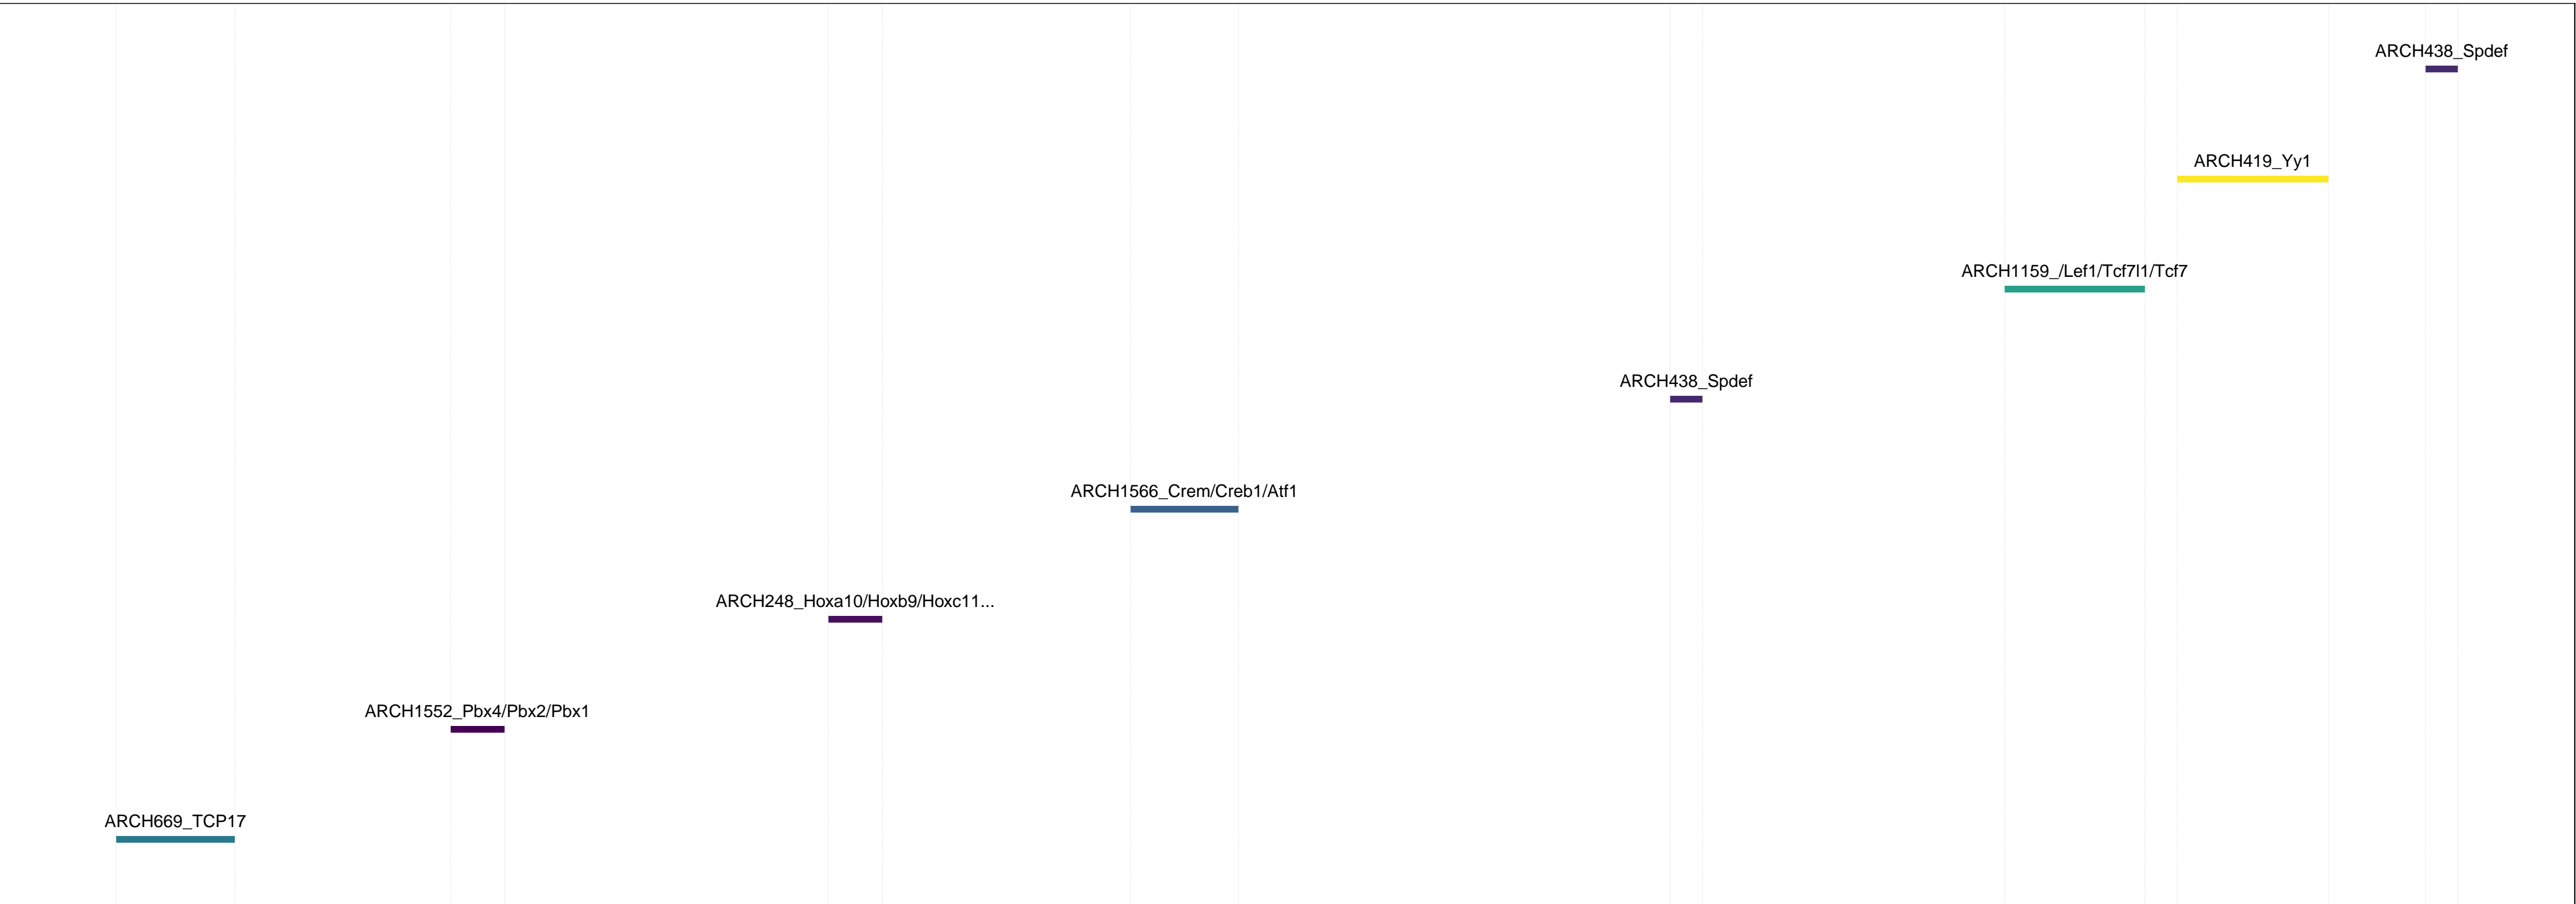 ARCH438_Spdef
ARCH419_Yy1
ARCH1159_/Lef1/Tcf7l1/Tcf7
ARCH438_Spdef
ARCH1566_Crem/Creb1/Atf1
ARCH248_Hoxa10/Hoxb9/Hoxc11...
ARCH1552_Pbx4/Pbx2/Pbx1
ARCH669_TCP17